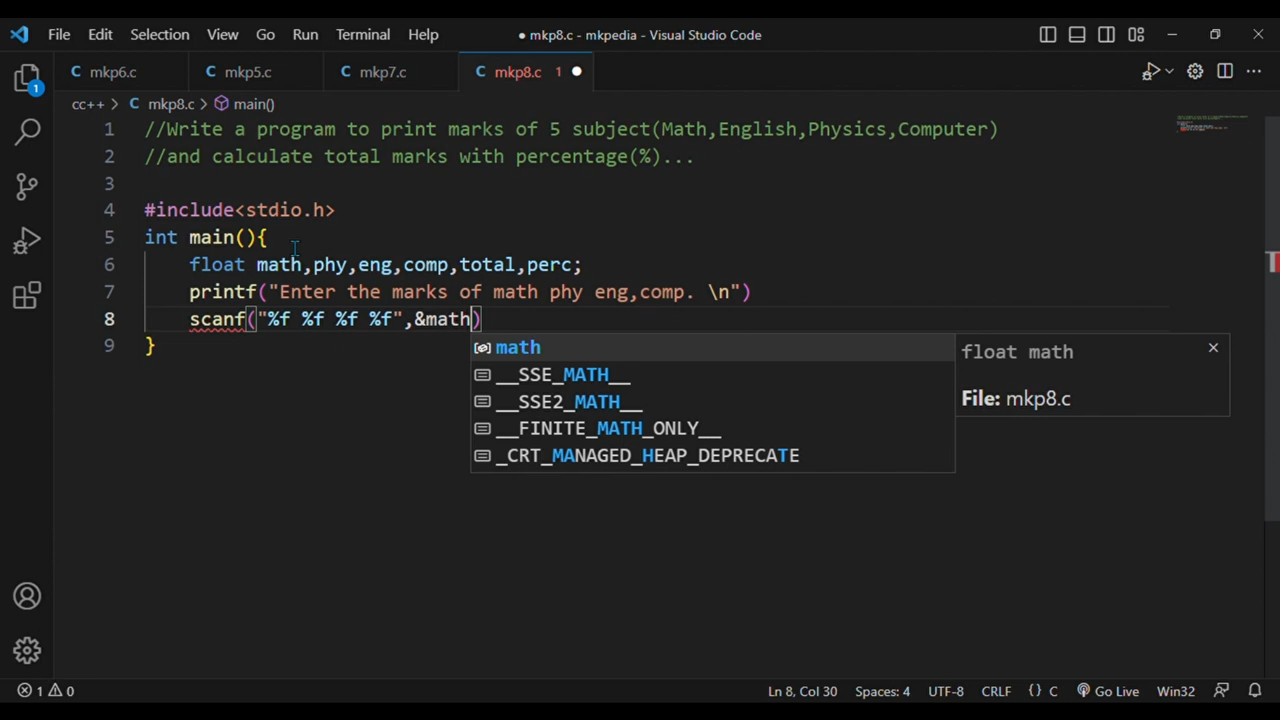 File Edit Selection View Go Run Terminal Help ● mkp8.c - mkpedia - Visual Studio Code
1
C mkp6.c C mkp5.c C mkp7.c C mkp8.c 1 ●
cc++ > C mkp8.c > main()
1 //Write a program to print marks of 5 subject(Math,English,Physics,Computer)
2 //and calculate total marks with percentage(%)...
3
4 #include<stdio.h>
5 int main(){
6 float math,phy,eng,comp,total,perc;
7 printf("Enter the marks of math phy eng,comp. \n")
8 scanf("%f %f %f %f",&math)
9 }
math
__SSE_MATH__
__SSE2_MATH__
__FINITE_MATH_ONLY__
_CRT_MANAGED_HEAP_DEPRECATE
float math
File: mkp8.c
1 0 Ln 8, Col 30 Spaces: 4 UTF-8 CRLF {} C Go Live Win32